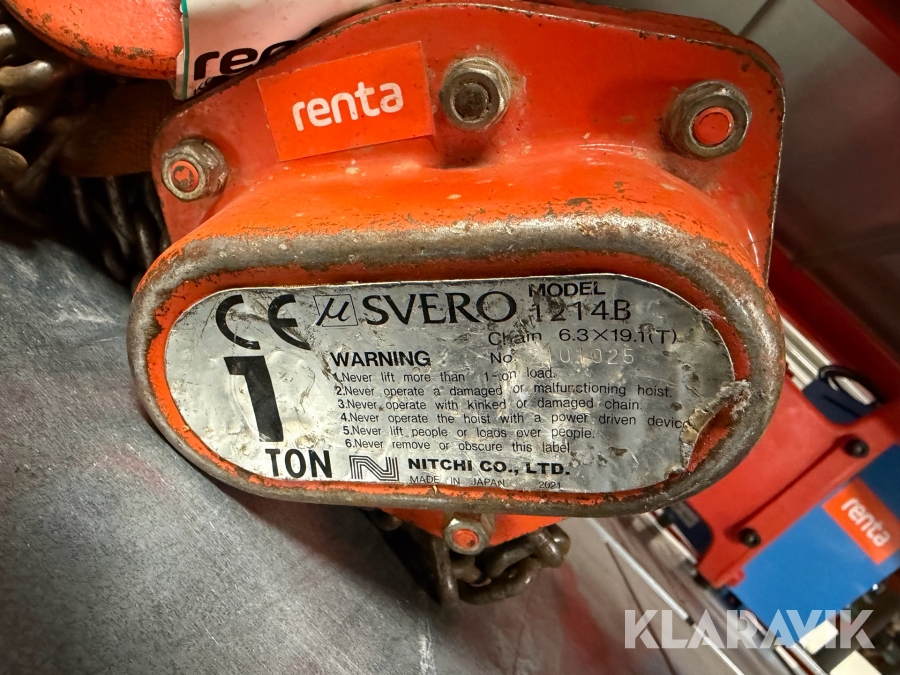 renta
CE μ SVERO
MODEL
1214B
Chain 6.3×19.1(T)
No. 101025
1
TON
WARNING
1.Never lift more than 1-on load.
2.Never operate a damaged or malfunctioning hoist.
3.Never operate with kinked or damaged chain.
4.Never operate the hoist with a power driven device
5.Never lift people or loads over people.
6.Never remove or obscure this label.
N NITCHI CO., LTD.
MADE IN JAPAN 2021
renta
KLARAVIK